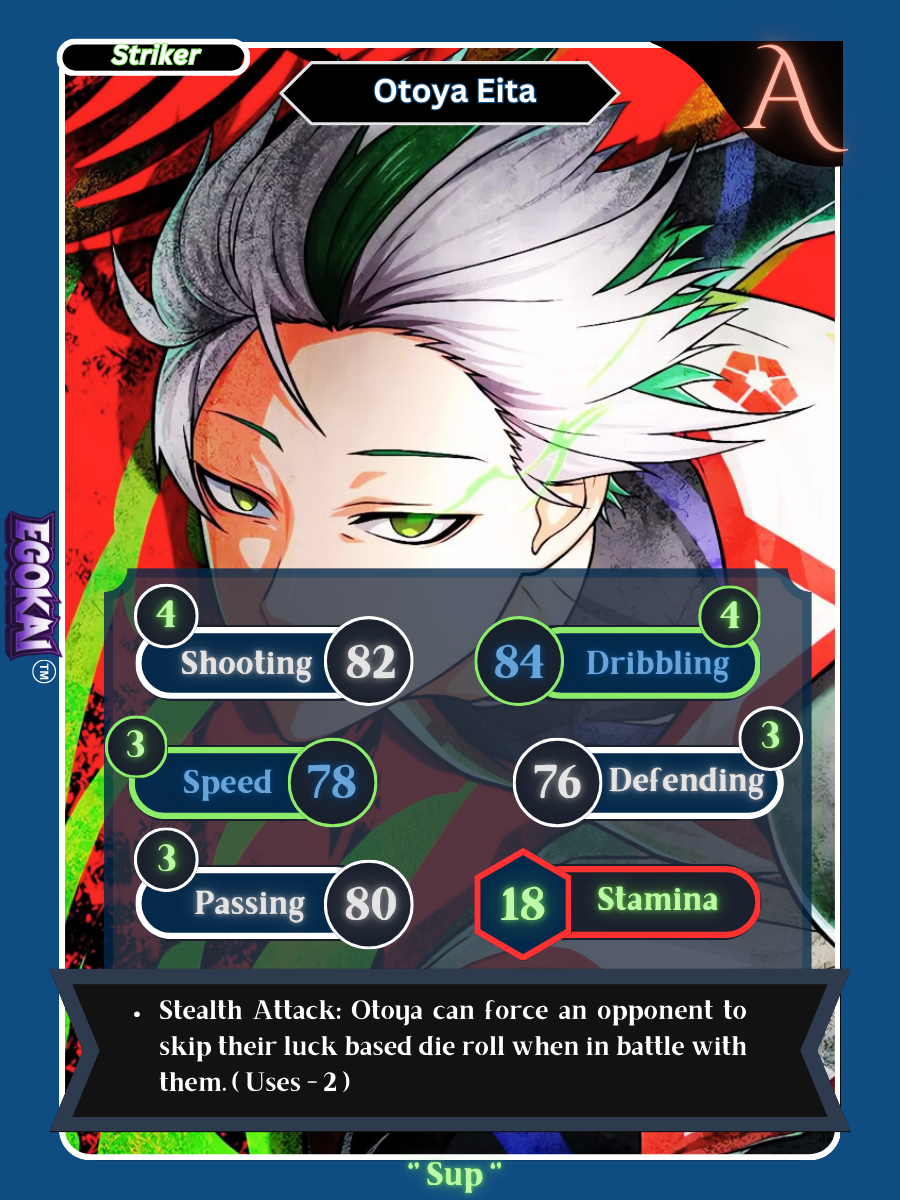 Striker
Otoya Eita
A
EGOKAI
TM
4
Shooting 82
4
84 Dribbling
3
Speed 78
3
76 Defending
3
Passing 80
18 Stamina
• Stealth Attack: Otoya can force an opponent to
skip their luck based die roll when in battle with
them. ( Uses - 2 )
" Sup "